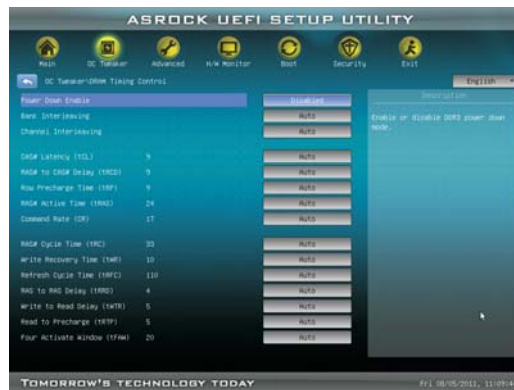 ASROCK UEFI SETUP UTILITY
Main OC Tweaker Advanced H/W Monitor Boot Security Exit
OC Tweaker\DRAM Timing Control English
Power Down Enable Disabled Description
Bank Interleaving Auto Enable or disable DDR3 power down
Channel Interleaving Auto mode.
CAS# Latency (tCL) 9 Auto
RAS# to CAS# Delay (tRCD) 9 Auto
Row Precharge Time (tRP) 9 Auto
RAS# Active Time (tRAS) 24 Auto
Command Rate (CR) 1T Auto
RAS# Cycle Time (tRC) 33 Auto
Write Recovery Time (tWR) 10 Auto
Refresh Cycle Time (tRFC) 110 Auto
RAS to RAS Delay (tRRD) 4 Auto
Write to Read Delay (tWTR) 5 Auto
Read to Precharge (tRTP) 5 Auto
Four Activate Window (tFAW) 20 Auto
TOMORROW'S TECHNOLOGY TODAY Fri 08/05/2011,